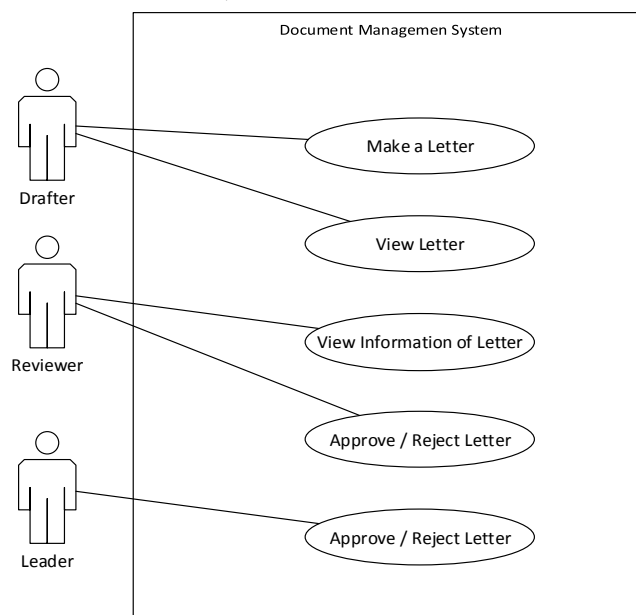 Document Managemen System
Make a Letter
Drafter
View Letter
View Information of Letter
Reviewer
Approve / Reject Letter
Approve / Reject Letter
Leader